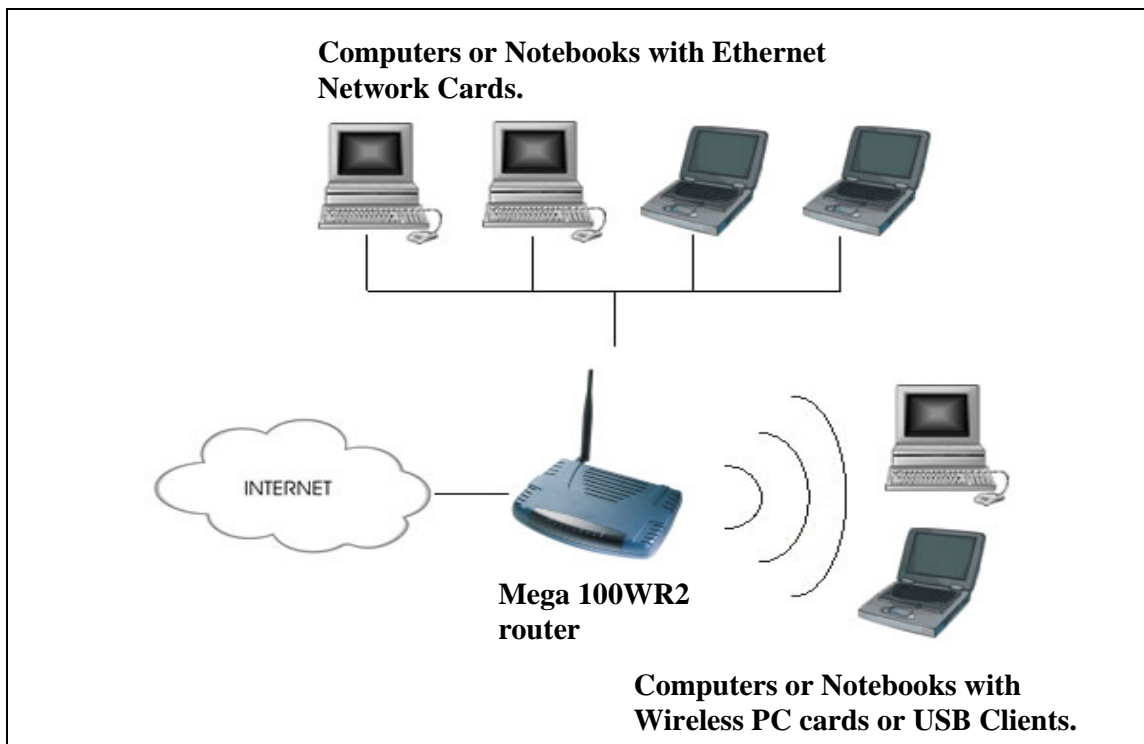 Computers or Notebooks with Ethernet
Network Cards.
INTERNET
Mega 100WR2
router
Computers or Notebooks with
Wireless PC cards or USB Clients.